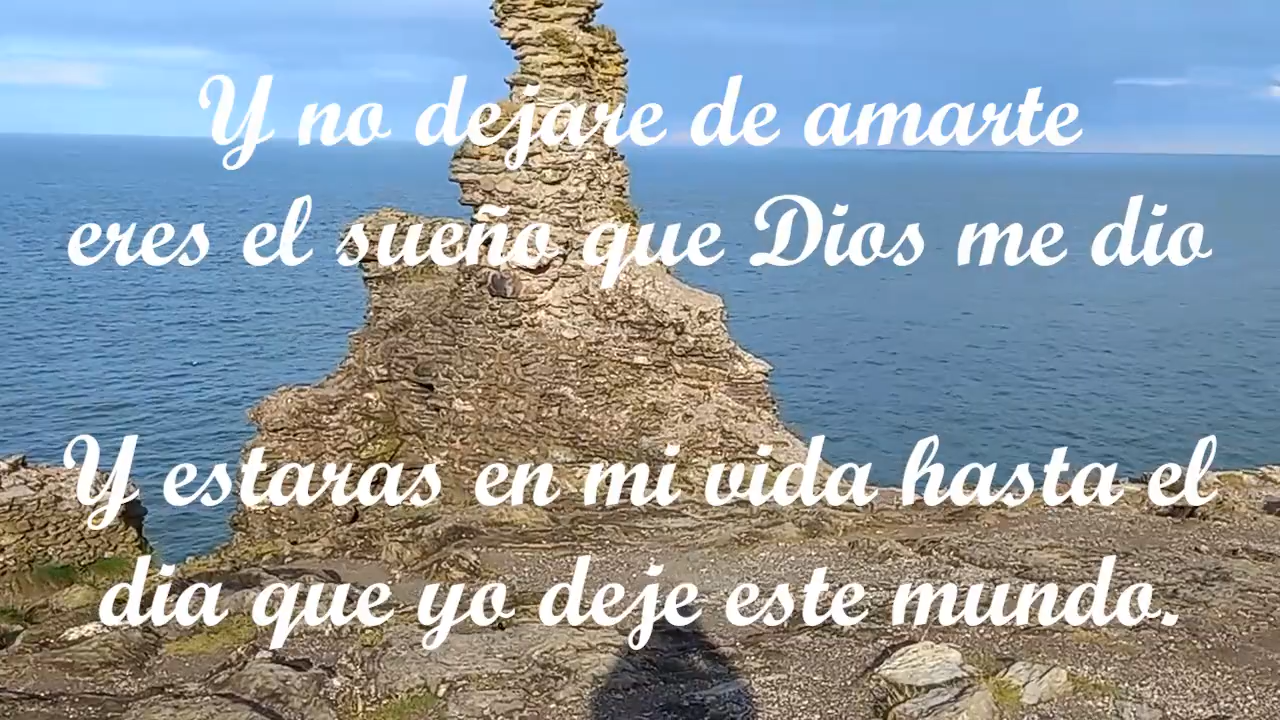 Y no dejare de amarte
eres el sueño que Dios me dio
Y estaras en mi vida hasta el
dia que yo deje este mundo.